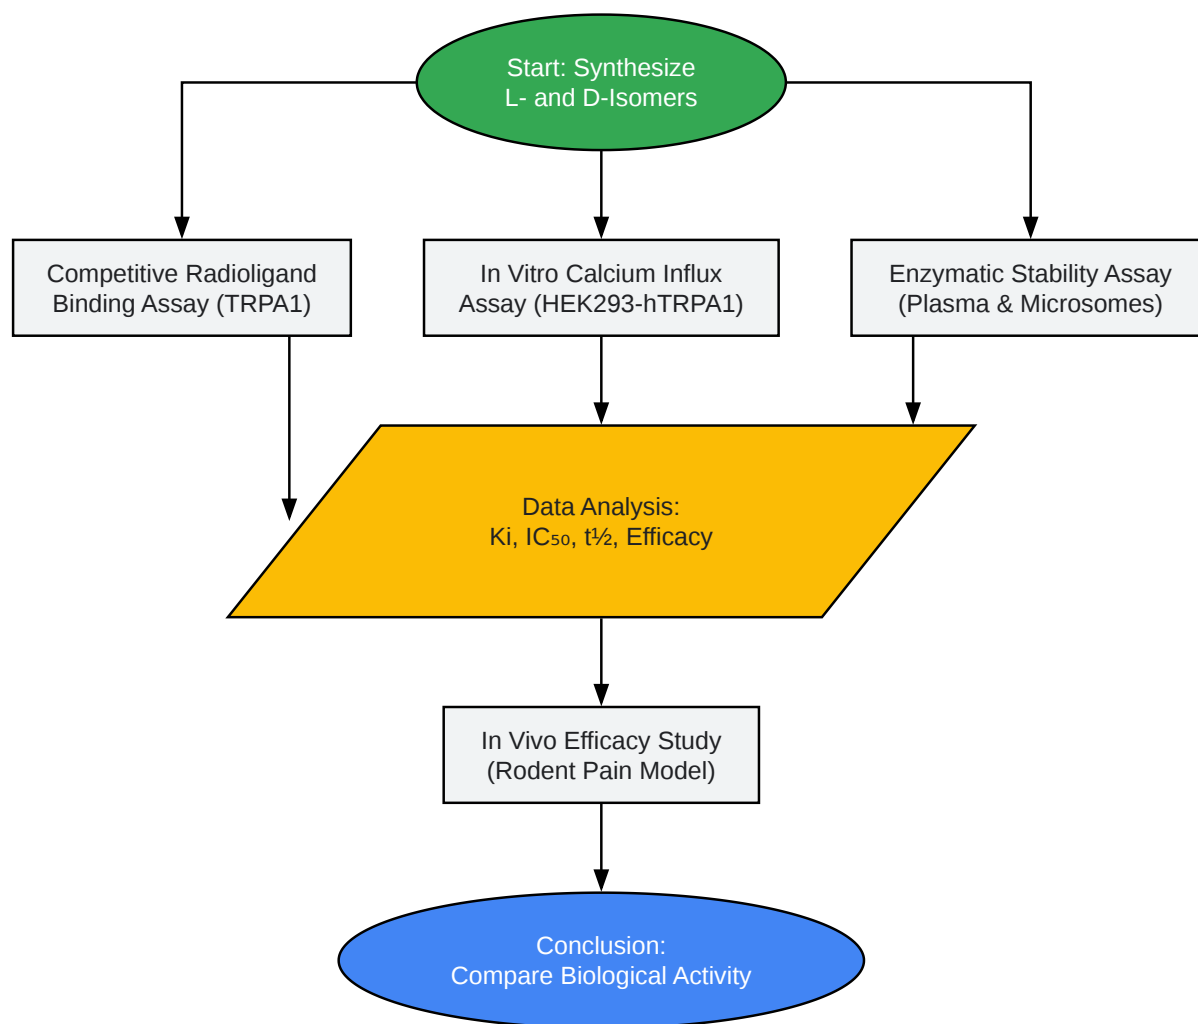 Start: Synthesize
L- and D-Isomers
Competitive Radioligand
Binding Assay (TRPA1)
In Vitro Calcium Influx
Assay (HEK293-hTRPA1)
Enzymatic Stability Assay
(Plasma & Microsomes)
Data Analysis:
Ki, IC₅₀, t½, Efficacy
In Vivo Efficacy Study
(Rodent Pain Model)
Conclusion:
Compare Biological Activity